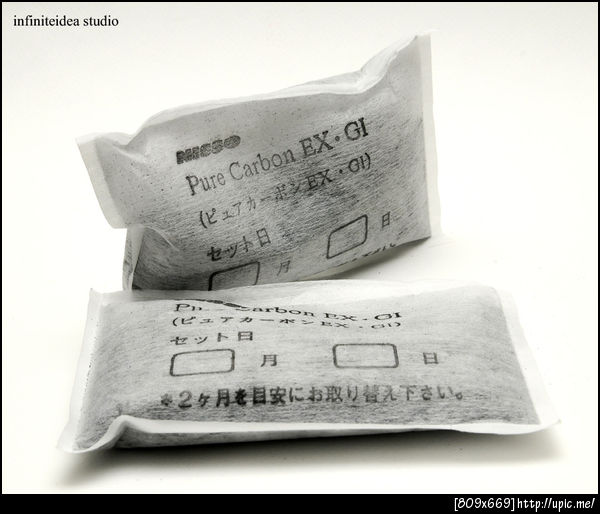 infiniteidea studio
NISSO
Pure Carbon EX・GI
(ピュアカーボンEX・GI)
セット日
月 日
Carbon EX・GI
(ピュアカーボンEX・GI)
セット日
月 日
※2ヶ月を目安にお取り替え下さい。
[809x669]http://upic.me/